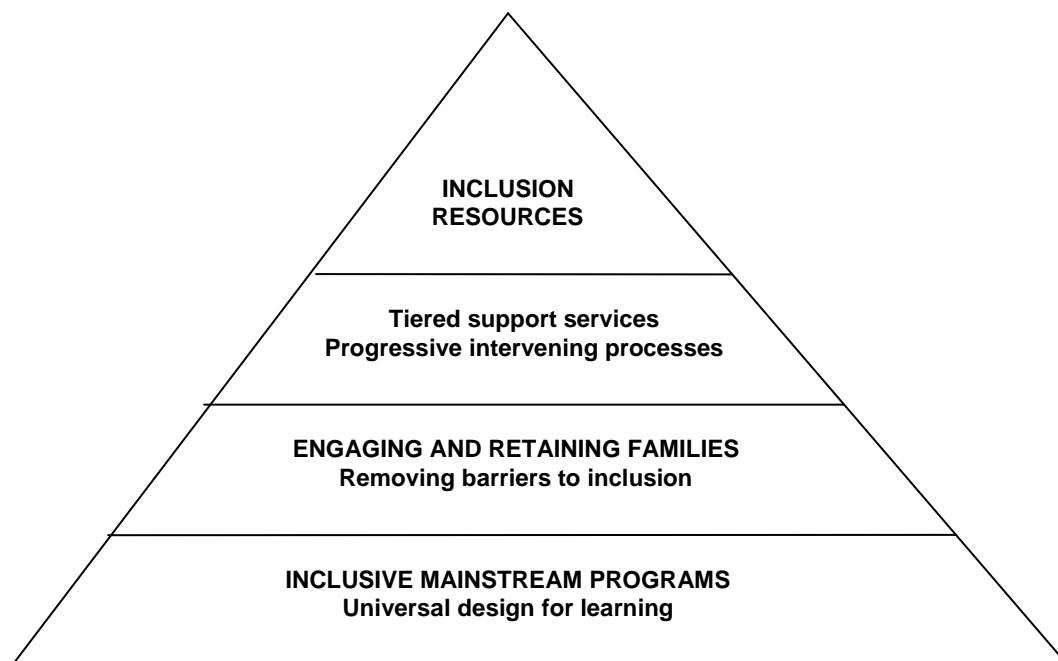 INCLUSION
RESOURCES
Tiered support services
Progressive intervening processes
ENGAGING AND RETAINING FAMILIES
Removing barriers to inclusion
INCLUSIVE MAINSTREAM PROGRAMS
Universal design for learning